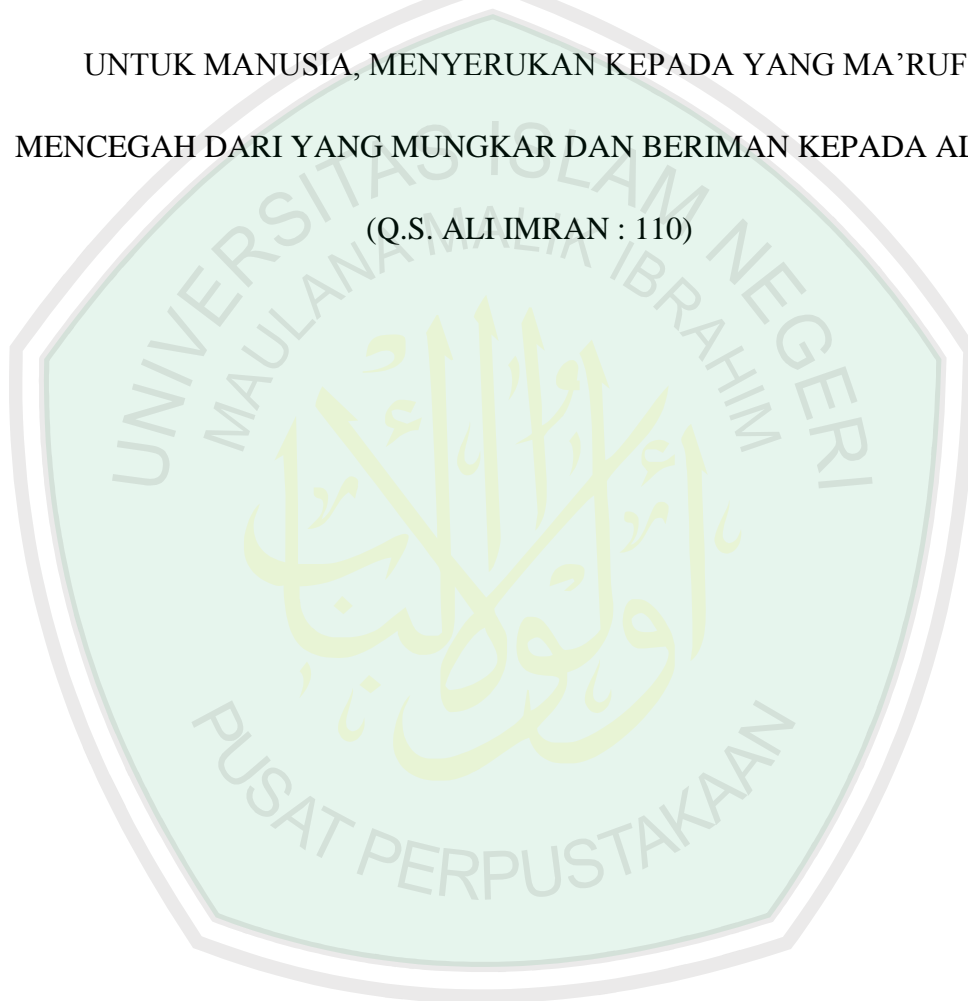 UNTUK MANUSIA, MENYERUKAN KEPADA YANG MA’RUF
MENCEGAH DARI YANG MUNGKAR DAN BERIMAN KEPADA
(Q.S. ALI IMRAN : 110)
UNIVERSITAS ISLAM NEGERI
MAULANA MALIK IBRAHIM
PUSAT PERPUSTAKAAN